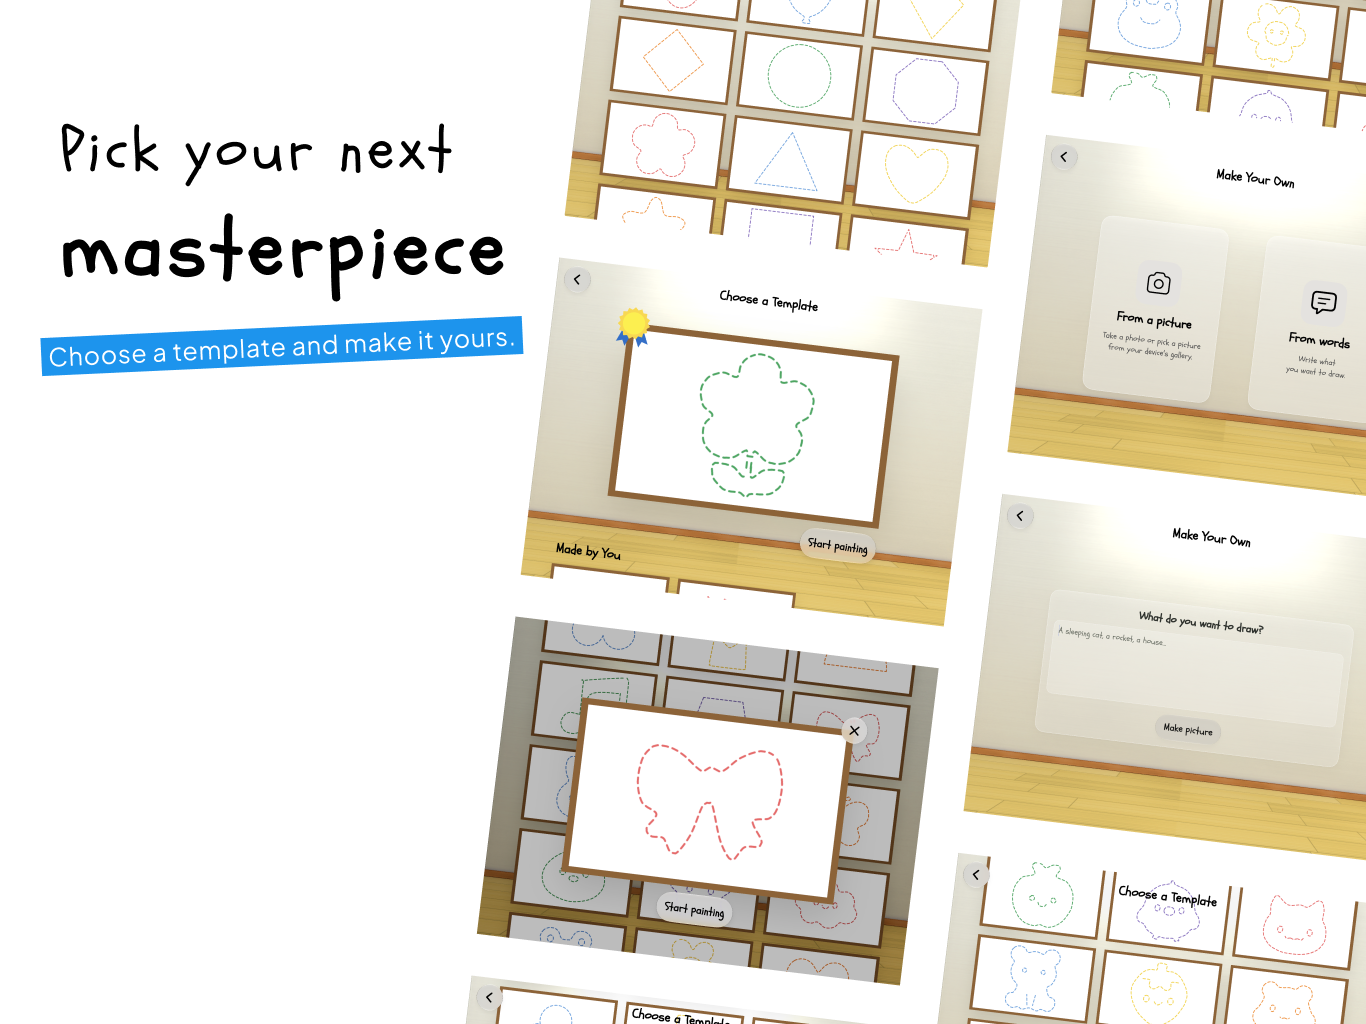 Pick your next
masterpiece
Choose a template and make it yours.
Choose a Template
Start painting
Made by You
Start painting
Choose a Template
Make Your Own
From a picture
Take a photo or pick a picture
from your device's gallery.
From words
Write what
you want to draw.
Make Your Own
What do you want to draw?
A sleeping cat, a rocket, a house...
Make picture
Choose a Template